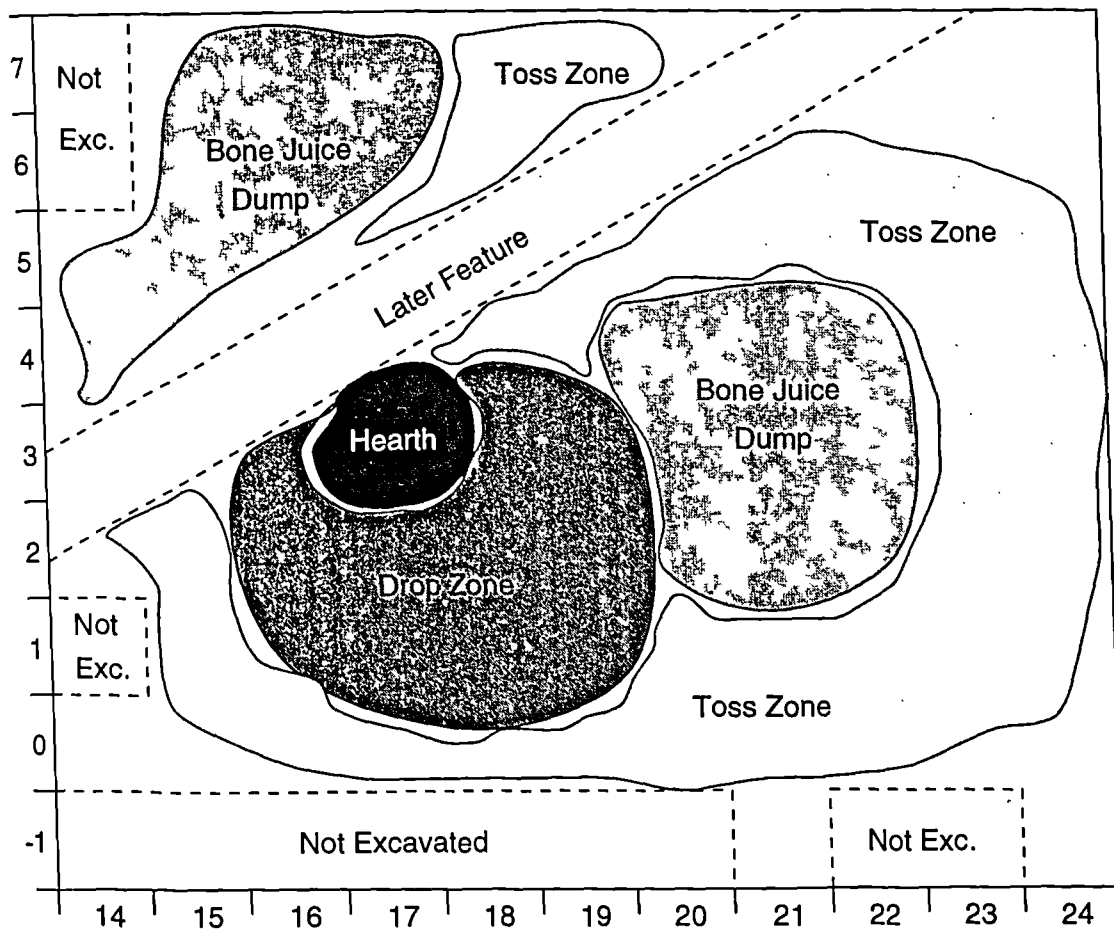 7
Not
Exc.
Toss Zone
6
Bone Juice
Dump
5
Later Feature
Toss Zone
4
Bone Juice
Dump
Hearth
3
2
Drop Zone
Not
Exc.
1
Toss Zone
0
-1
Not Excavated
Not Exc.
14 15 16 17 18 19 20 21 22 23 24